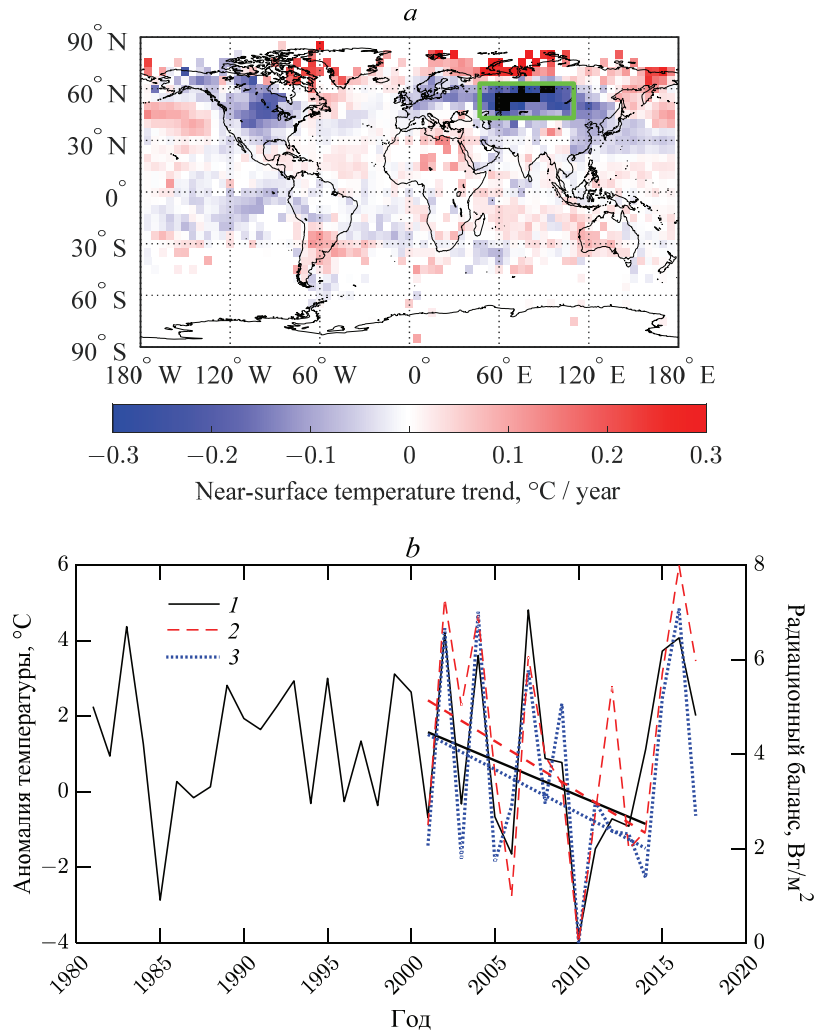 a
90° N
60° N
30° N
0°
30° S
60° S
90° S
180° W 120° W 60° W 0° 60° E 120° E 180° E
−0.3 −0.2 −0.1 0 0.1 0.2 0.3
Near-surface temperature trend, °C / year
b
6
4
2
0
−2
−4
Аномалия температуры, °C
1
2
3
8
6
4
2
0
Радиационный баланс, Вт/м²
1980 1985 1990 1995 2000 2005 2010 2015 2020
Год